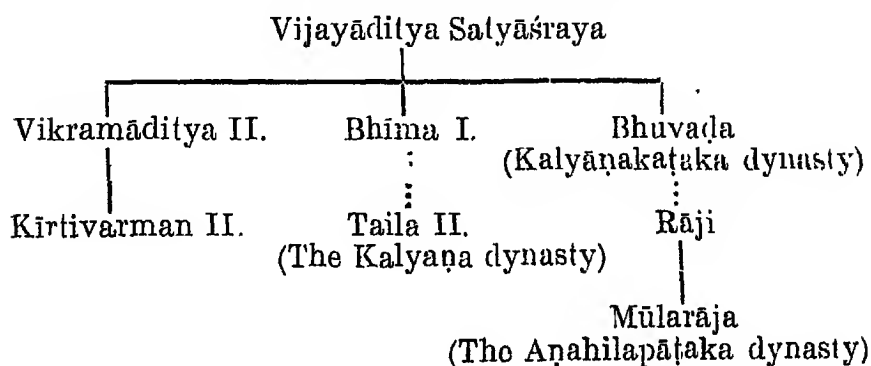 Vijayāditya Satyāśraya
Vikramāditya II. Bhīma I. Bhuvaḍa
(Kalyāṇakaṭaka dynasty)
Kīrtivarman II. Taila II. Rāji
(The Kalyaṇa dynasty)
Mūlarāja
(The Aṇahilapāṭaka dynasty)